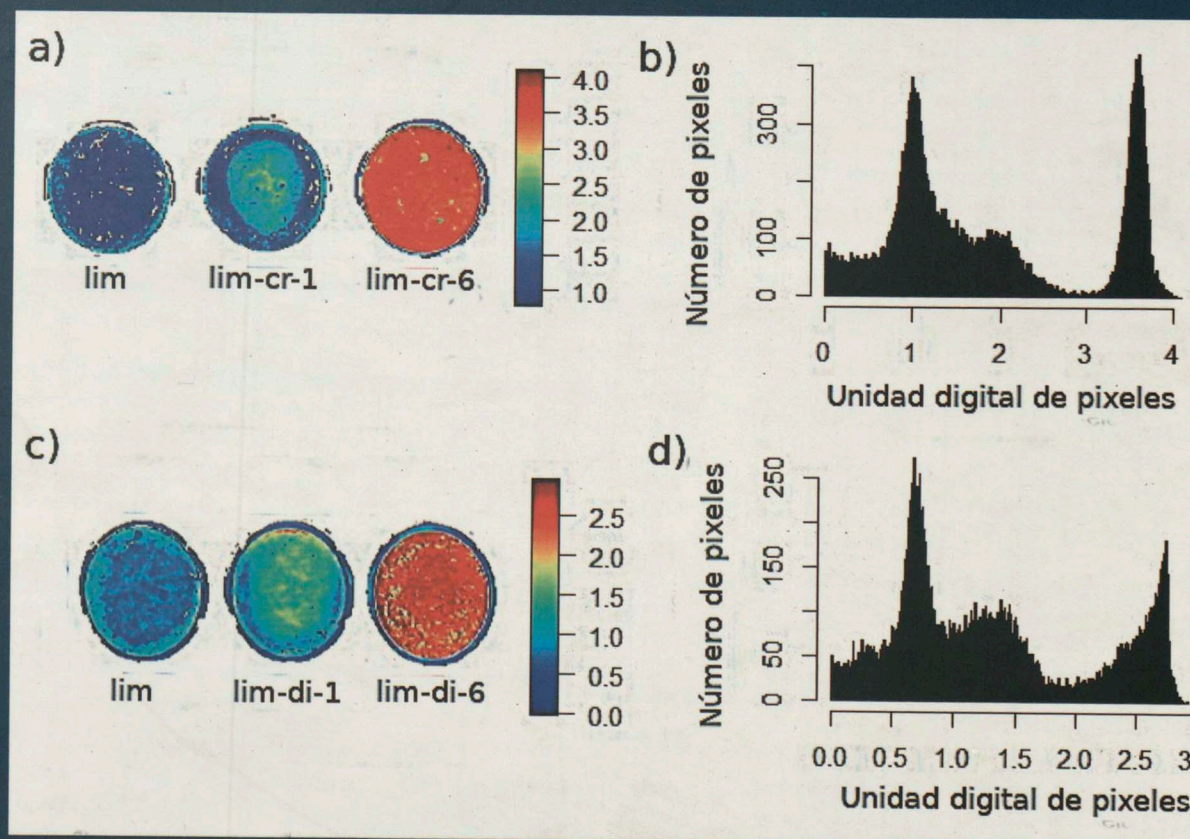 a)
lim
lim-cr-1
lim-cr-6
4.0
3.5
3.0
2.5
2.0
1.5
1.0
b)
Número de pixeles
300
100
0
0 1 2 3 4
Unidad digital de pixeles
c)
lim
lim-di-1
lim-di-6
2.5
2.0
1.5
1.0
0.5
0.0
d)
Número de pixeles
250
150
50
0
0.0 0.5 1.0 1.5 2.0 2.5 3
Unidad digital de pixeles